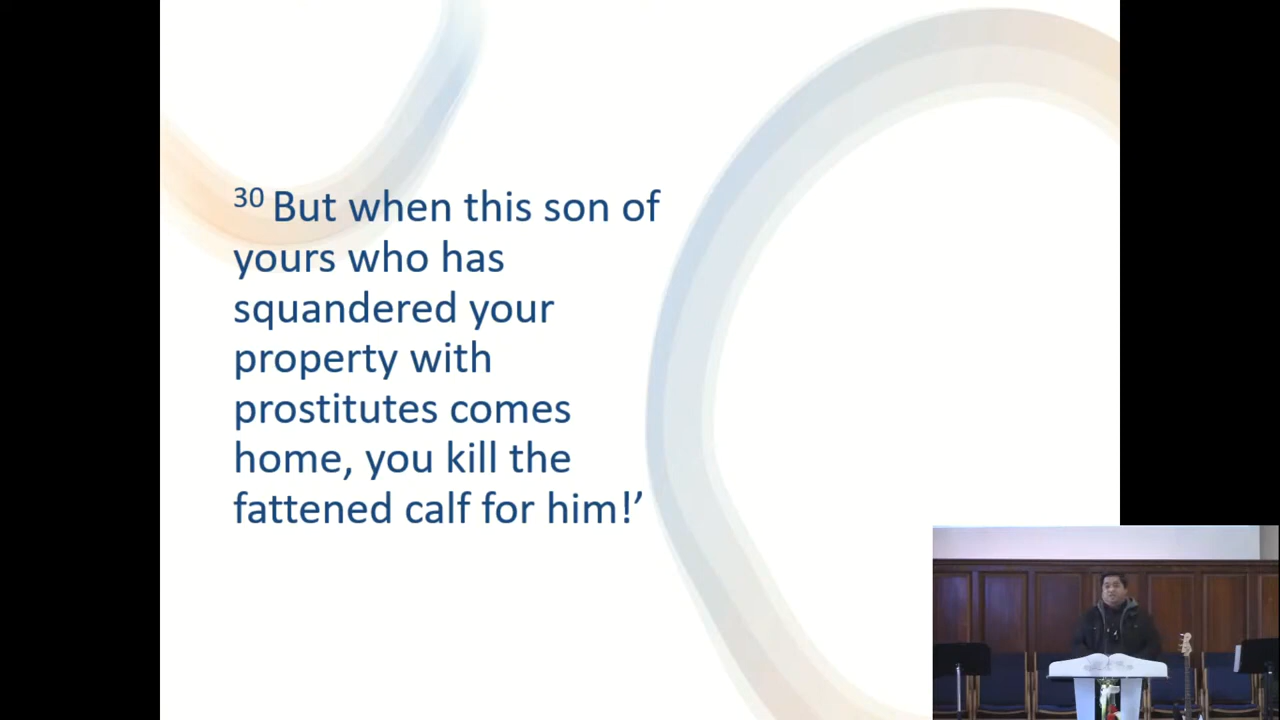 30 But when this son of
yours who has
squandered your
property with
prostitutes comes
home, you kill the
fattened calf for him!’